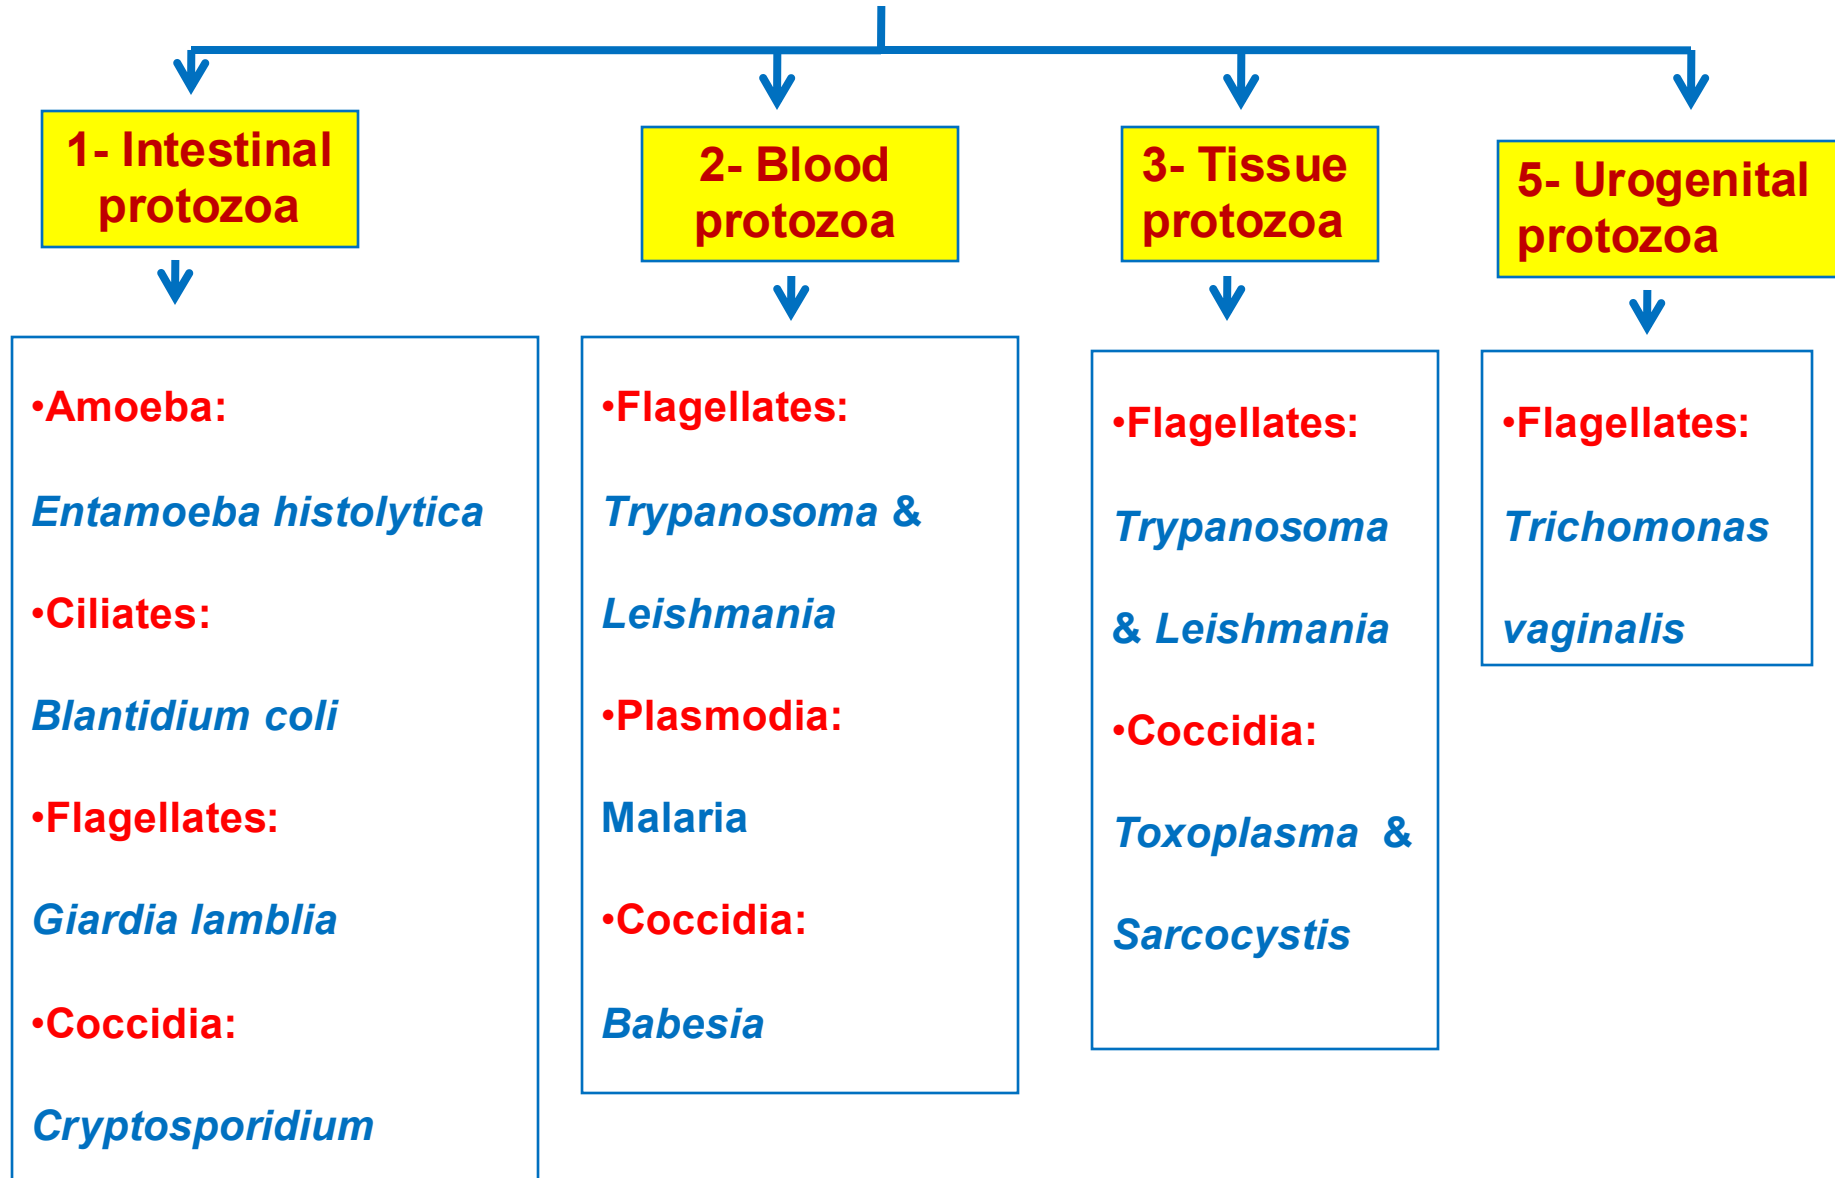 1- Intestinal
protozoa
•Amoeba:
Entamoeba histolytica
•Ciliates:
Blantidium coli
•Flagellates:
Giardia lamblia
•Coccidia:
Cryptosporidium
2- Blood
protozoa
•Flagellates:
Trypanosoma &
Leishmania
•Plasmodia:
Malaria
•Coccidia:
Babesia
3- Tissue
protozoa
•Flagellates:
Trypanosoma
& Leishmania
•Coccidia:
Toxoplasma &
Sarcocystis
5- Urogenital
protozoa
•Flagellates:
Trichomonas
vaginalis